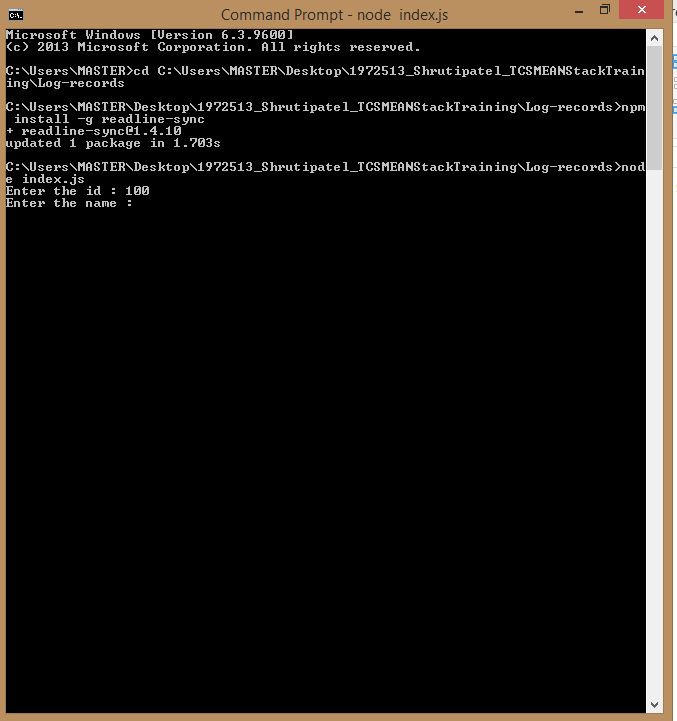 Command Prompt - node  index.js
Microsoft Windows [Version 6.3.9600]
(c) 2013 Microsoft Corporation. All rights reserved.
C:\Users\MASTER>cd C:\Users\MASTER\Desktop\1972513_Shrutipatel_TCSMEANStackTrain
ing\Log-records
C:\Users\MASTER\Desktop\1972513_Shrutipatel_TCSMEANStackTraining\Log-records>npm
 install -g readline-sync
+ readline-sync@1.4.10
updated 1 package in 1.703s
C:\Users\MASTER\Desktop\1972513_Shrutipatel_TCSMEANStackTraining\Log-records>nod
e index.js
Enter the id : 100
Enter the name :